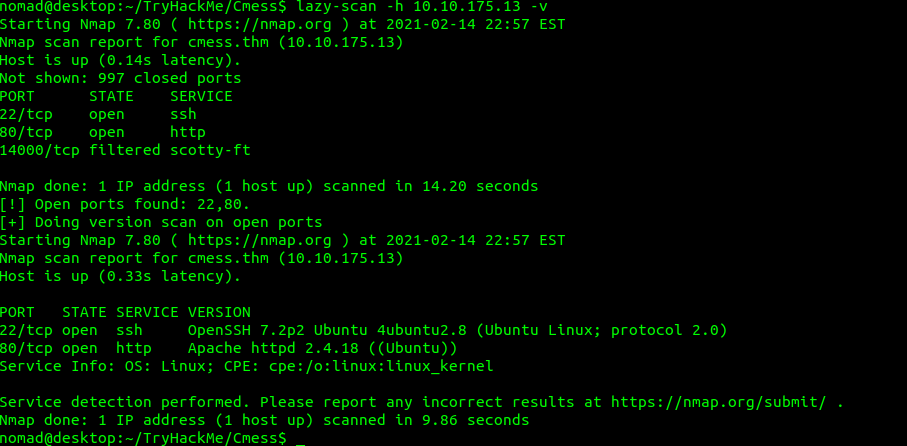 nomad@desktop:~/TryHackMe/Cmess$ lazy-scan -h 10.10.175.13 -v
Starting Nmap 7.80 ( https://nmap.org ) at 2021-02-14 22:57 EST
Nmap scan report for cmess.thm (10.10.175.13)
Host is up (0.14s latency).
Not shown: 997 closed ports
PORT      STATE    SERVICE
22/tcp    open     ssh
80/tcp    open     http
14000/tcp filtered scotty-ft

Nmap done: 1 IP address (1 host up) scanned in 14.20 seconds
[!] Open ports found: 22,80.
[+] Doing version scan on open ports
Starting Nmap 7.80 ( https://nmap.org ) at 2021-02-14 22:57 EST
Nmap scan report for cmess.thm (10.10.175.13)
Host is up (0.33s latency).

PORT   STATE SERVICE VERSION
22/tcp open  ssh     OpenSSH 7.2p2 Ubuntu 4ubuntu2.8 (Ubuntu Linux; protocol 2.0)
80/tcp open  http    Apache httpd 2.4.18 ((Ubuntu))
Service Info: OS: Linux; CPE: cpe:/o:linux:linux_kernel

Service detection performed. Please report any incorrect results at https://nmap.org/submit/ .
Nmap done: 1 IP address (1 host up) scanned in 9.86 seconds
nomad@desktop:~/TryHackMe/Cmess$ _